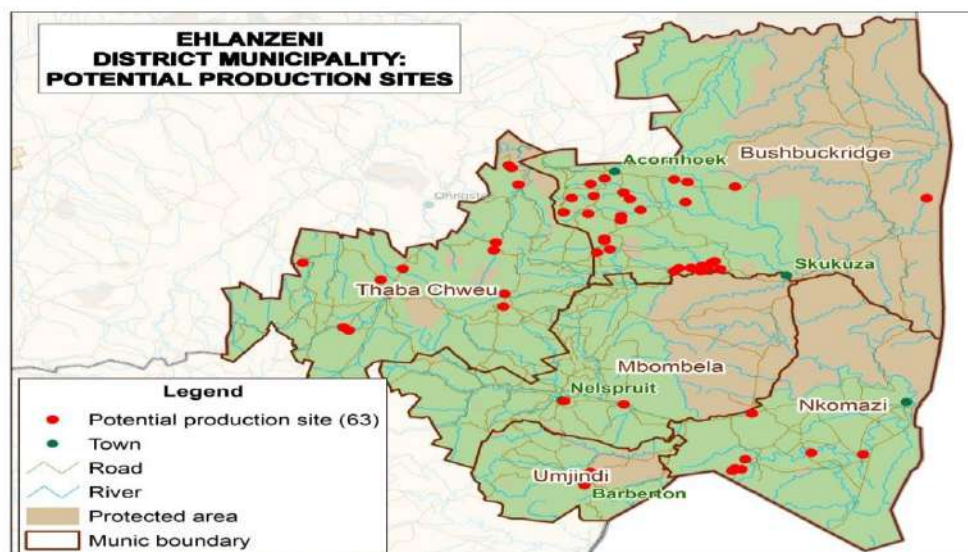 EHLANZENI
DISTRICT MUNICIPALITY:
POTENTIAL PRODUCTION SITES
Acornhoek
Bushbuckridge
Skukuza
Thaba Chweu
Mbombela
Nelspruit
Nkomazi
Umjindi
Barberton
Legend
Potential production site (63)
Town
Road
River
Protected area
Munic boundary